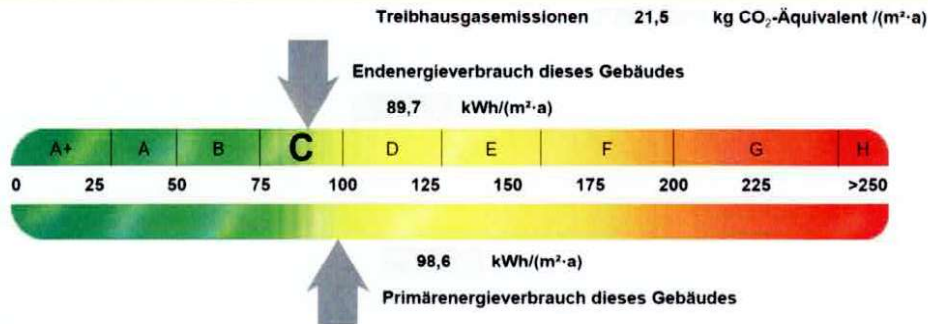 Treibhausgasemissionen 21,5 kg CO₂-Äquivalent /(m²·a)
Endenergieverbrauch dieses Gebäudes
89,7 kWh/(m²·a)
A+ A B C D E F G H
0 25 50 75 100 125 150 175 200 225 >250
98,6 kWh/(m²·a)
Primärenergieverbrauch dieses Gebäudes